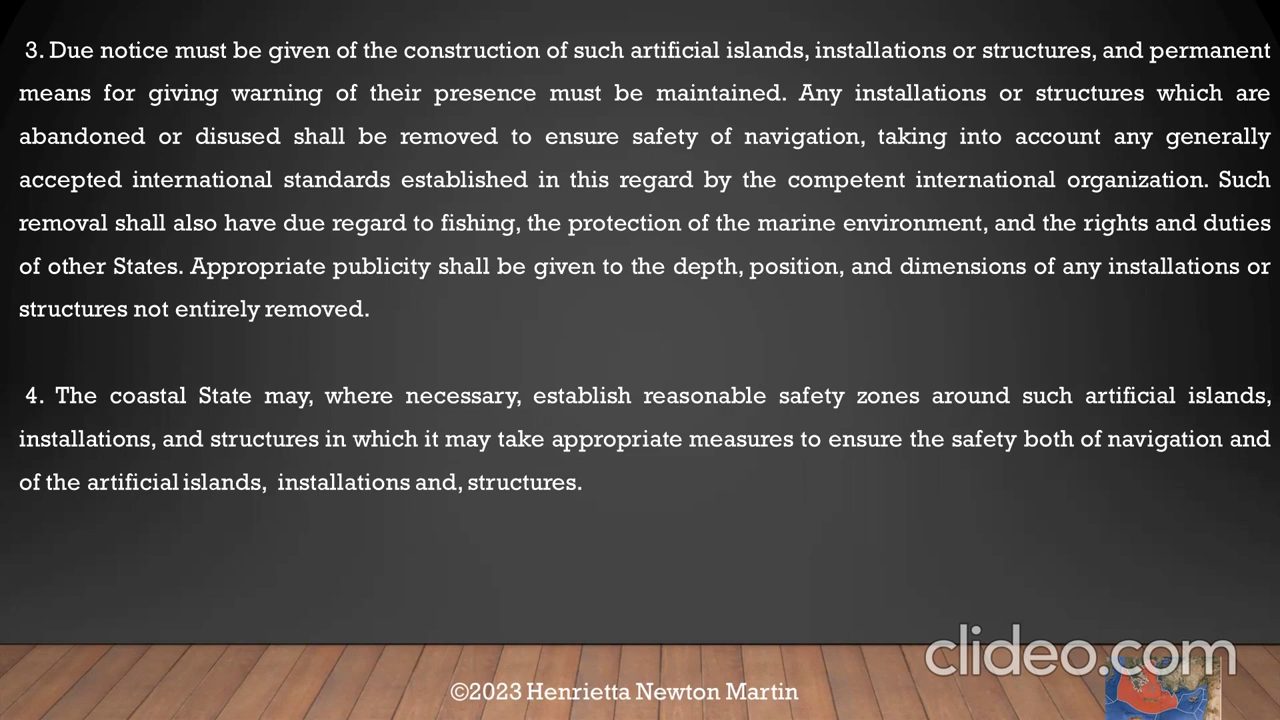 3. Due notice must be given of the construction of such artificial islands, installations or structures, and permanent
means for giving warning of their presence must be maintained. Any installations or structures which are
abandoned or disused shall be removed to ensure safety of navigation, taking into account any generally
accepted international standards established in this regard by the competent international organization. Such
removal shall also have due regard to fishing, the protection of the marine environment, and the rights and duties
of other States. Appropriate publicity shall be given to the depth, position, and dimensions of any installations or
structures not entirely removed.
4. The coastal State may, where necessary, establish reasonable safety zones around such artificial islands,
installations, and structures in which it may take appropriate measures to ensure the safety both of navigation and
of the artificial islands, installations and, structures.
clideo.com
©2023 Henrietta Newton Martin